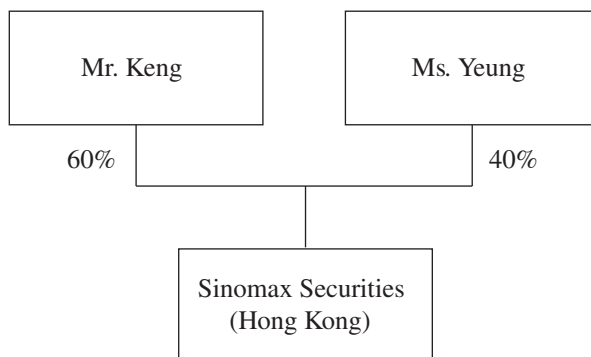 Mr. Keng
Ms. Yeung
60%
40%
Sinomax Securities
(Hong Kong)